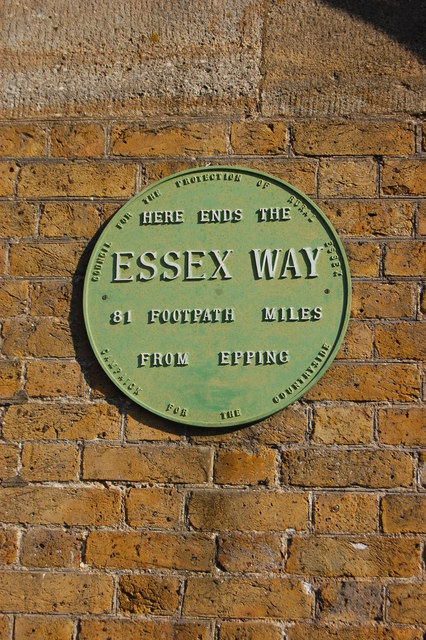 COUNCIL FOR THE PROTECTION OF RURAL ESSEX
HERE ENDS THE
ESSEX WAY
81 FOOTPATH MILES
FROM EPPING
CAMPAIGN FOR THE COUNTRYSIDE